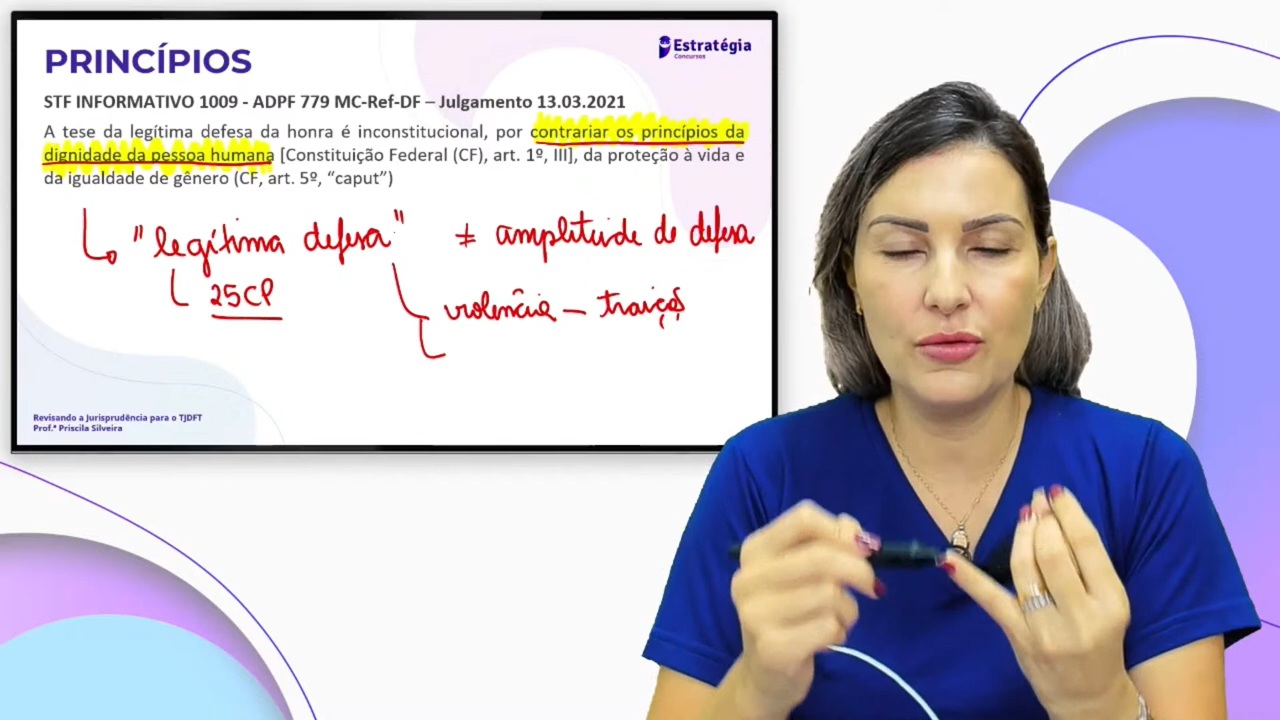 PRINCÍPIOS
Estratégia
Concursos
STF INFORMATIVO 1009 - ADPF 779 MC-Ref-DF – Julgamento 13.03.2021
A tese da legítima defesa da honra é inconstitucional, por contrariar os princípios da
dignidade da pessoa humana [Constituição Federal (CF), art. 1º, III], da proteção à vida e
da igualdade de gênero (CF, art. 5º, “caput”)
"legítima defesa" ≠ amplitude de defesa
25CP
violência – traição
Revisando a Jurisprudência para o TJDFT
Prof.ª Priscila Silveira